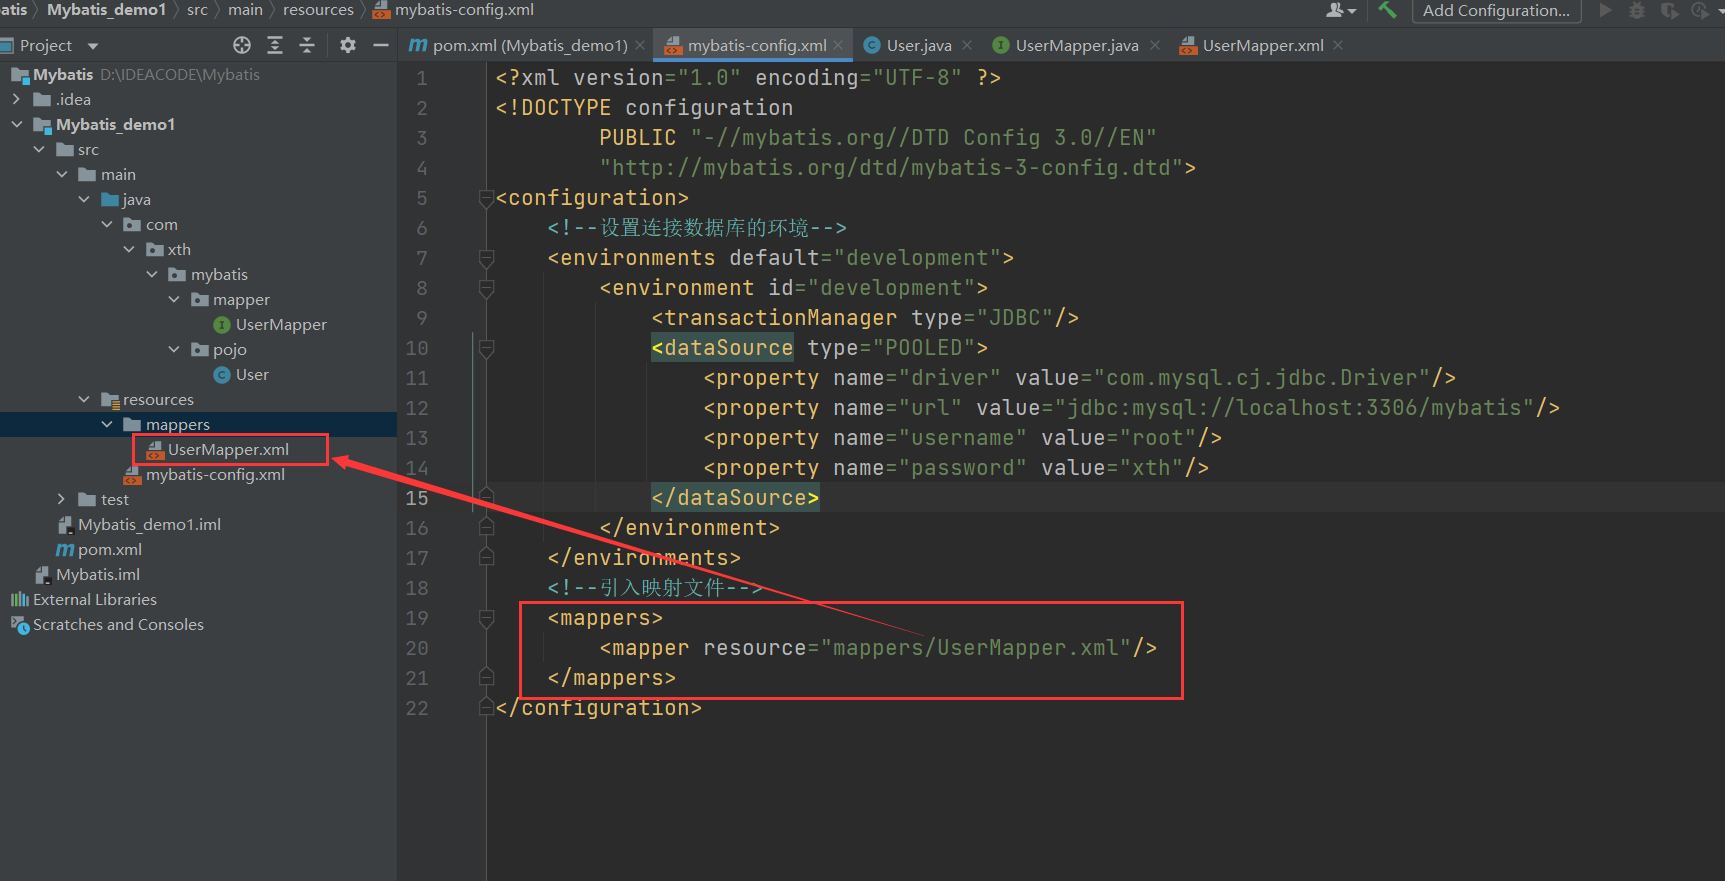 atis Mybatis_demo1 src main resources mybatis-config.xml
Add Configuration...
Project
pom.xml (Mybatis_demo1) mybatis-config.xml User.java UserMapper.java UserMapper.xml
Mybatis D:\IDEACODE\Mybatis
.idea
Mybatis_demo1
src
main
java
com
xth
mybatis
mapper
UserMapper
pojo
User
resources
mappers
UserMapper.xml
mybatis-config.xml
test
Mybatis_demo1.iml
pom.xml
Mybatis.iml
External Libraries
Scratches and Consoles
1 <?xml version="1.0" encoding="UTF-8" ?>
2 <!DOCTYPE configuration
3 PUBLIC "-//mybatis.org//DTD Config 3.0//EN"
4 "http://mybatis.org/dtd/mybatis-3-config.dtd">
5 <configuration>
6 <!--设置连接数据库的环境-->
7 <environments default="development">
8 <environment id="development">
9 <transactionManager type="JDBC"/>
10 <dataSource type="POOLED">
11 <property name="driver" value="com.mysql.cj.jdbc.Driver"/>
12 <property name="url" value="jdbc:mysql://localhost:3306/mybatis"/>
13 <property name="username" value="root"/>
14 <property name="password" value="xth"/>
15 </dataSource>
16 </environment>
17 </environments>
18 <!--引入映射文件-->
19 <mappers>
20 <mapper resource="mappers/UserMapper.xml"/>
21 </mappers>
22 </configuration>